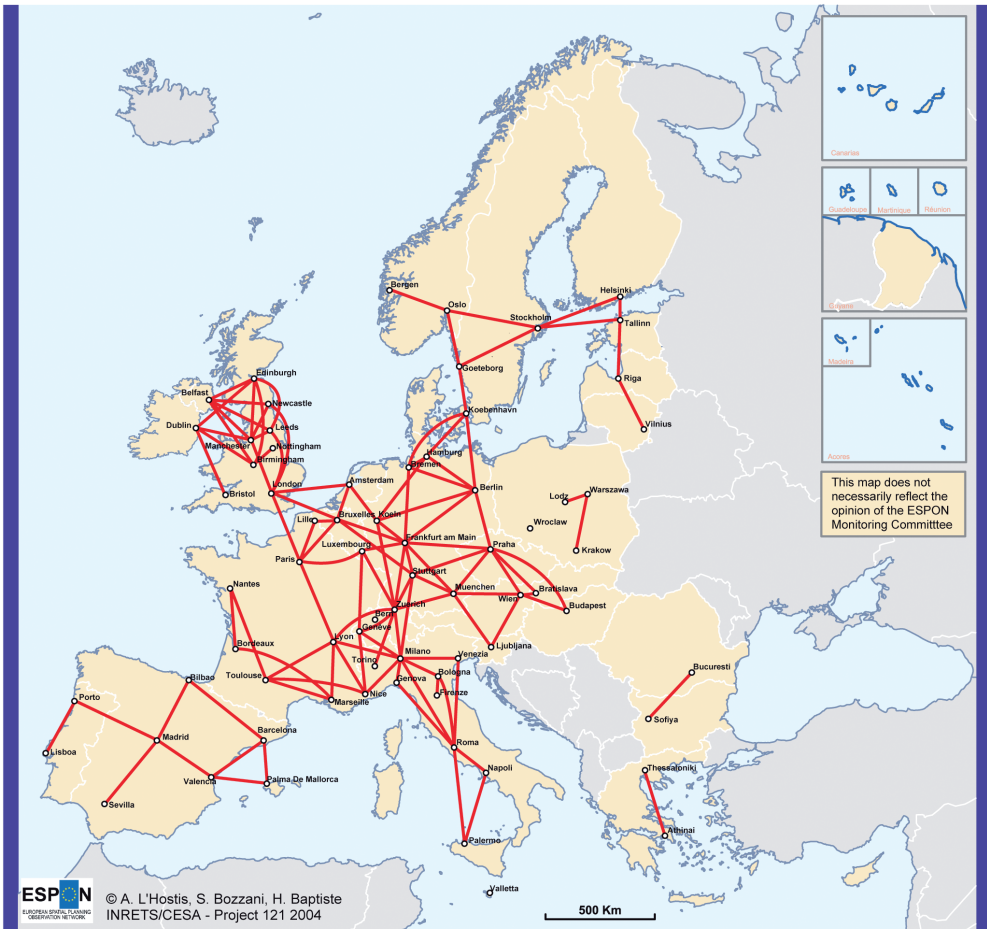 Canarias
Guadeloupe
Martinique
Réunion
Guyane
Madeira
Acores
This map does not
necessarily reflect the
opinion of the ESPON
Monitoring Committtee
Bergen
Oslo
Helsinki
Stockholm
Tallinn
Goeteborg
Riga
Edinburgh
Belfast
Newcastle
Koebenhavn
Dublin
Leeds
Vilnius
Manchester
Nottingham
Birmingham
Hamburg
Bremen
London
Amsterdam
Berlin
Bristol
Lodz
Warszawa
Lille
Bruxelles
Koeln
Wroclaw
Luxembourg
Frankfurt am Main
Praha
Krakow
Paris
Stuttgart
Nantes
Muenchen
Wien
Bratislava
Zuerich
Budapest
Bern
Geneve
Bordeaux
Lyon
Ljubljana
Milano
Venezia
Torino
Bilbao
Toulouse
Genova
Bologna
Bucuresti
Porto
Nice
Firenze
Marseille
Sofiya
Madrid
Barcelona
Roma
Lisboa
Valencia
Palma De Mallorca
Napoli
Thessaloniki
Sevilla
Athinai
Palermo
Valletta
ESPON
EUROPEAN SPATIAL PLANNING
OBSERVATION NETWORK
© A. L'Hostis, S. Bozzani, H. Baptiste
INRETS/CESA - Project 121 2004
500 Km